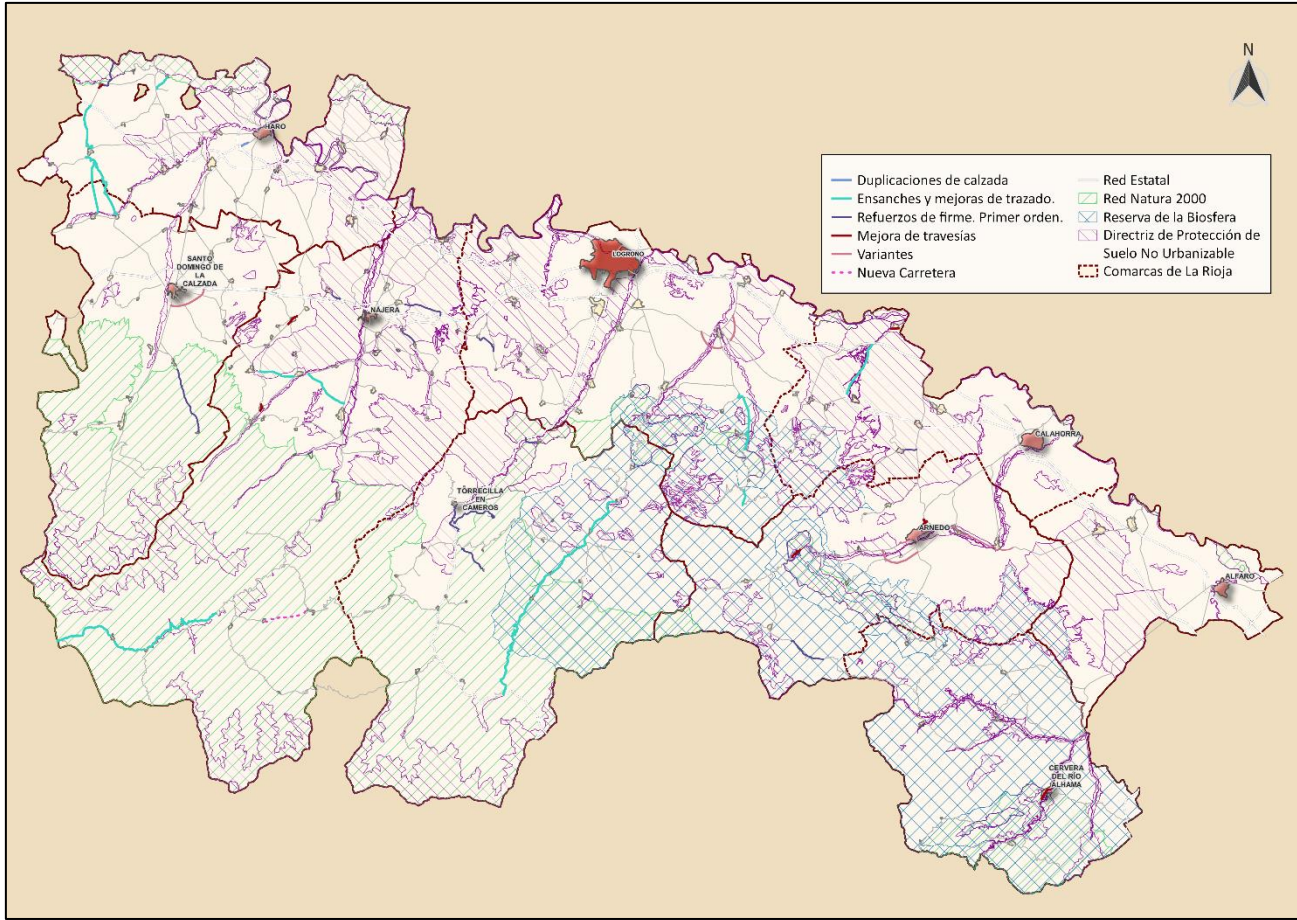 N
HARO
Duplicaciones de calzada
Ensanches y mejoras de trazado.
Refuerzos de firme. Primer orden.
Mejora de travesías
Variantes
Nueva Carretera
Red Estatal
Red Natura 2000
Reserva de la Biosfera
Directriz de Protección de
Suelo No Urbanizable
Comarcas de La Rioja
LOGROÑO
SANTO
DOMINGO DE
LA
CALZADA
NÁJERA
CALAHORRA
TORRECILLA
EN
CAMEROS
ARNEDO
ALFARO
CERVERA
DEL RÍO
ALHAMA